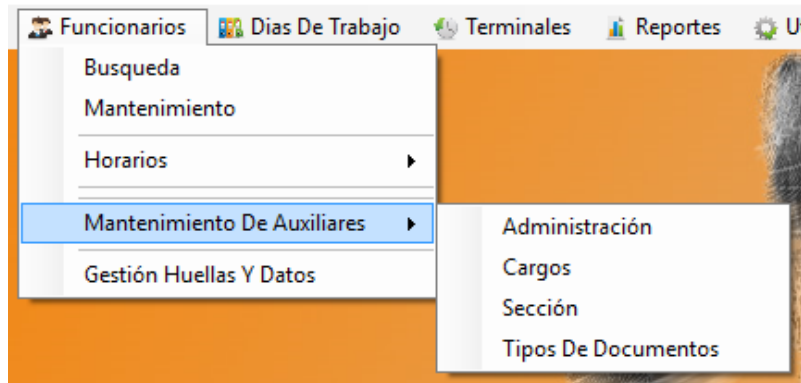 Funcionarios Dias De Trabajo Terminales Reportes
Busqueda
Mantenimiento
Horarios
Mantenimiento De Auxiliares
Gestión Huellas Y Datos
Administración
Cargos
Sección
Tipos De Documentos